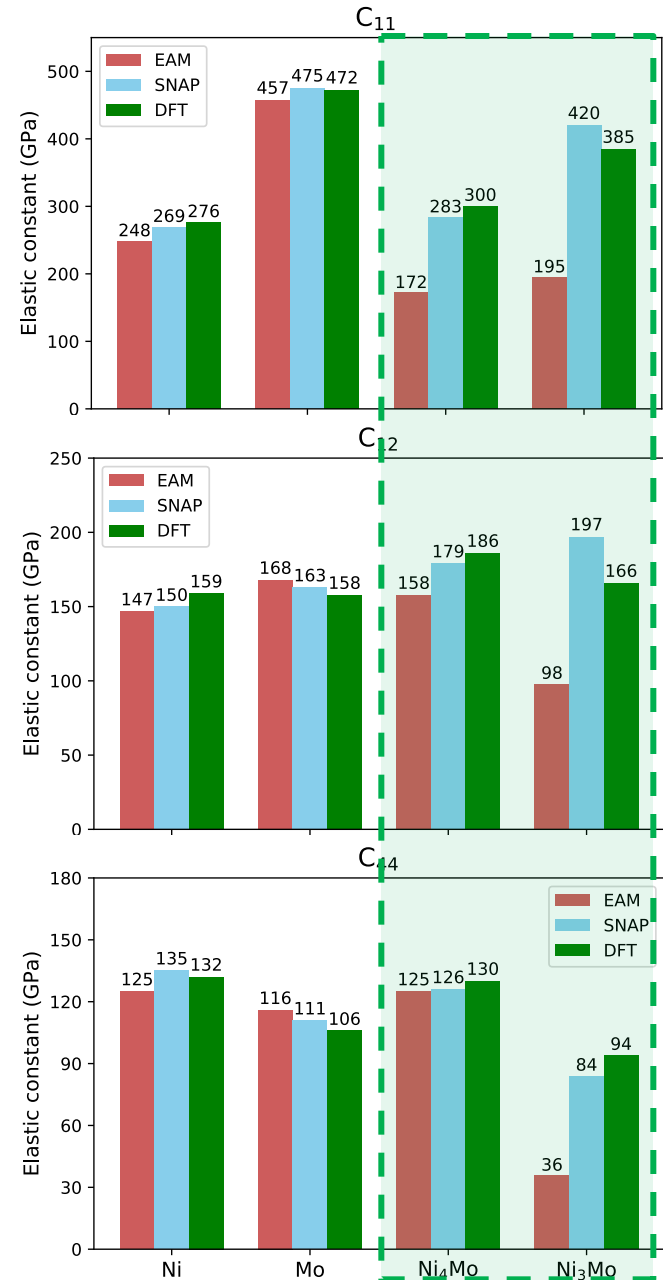 C₁₁
Elastic constant (GPa)
500
400
300
200
100
0
EAM
SNAP
DFT
248 269 276
457 475 472
172 283 300
195 420 385
C₁₂
Elastic constant (GPa)
250
200
150
100
50
0
EAM
SNAP
DFT
147 150 159
168 163 158
158 179 186
98 197 166
C₄₄
Elastic constant (GPa)
180
150
120
90
60
30
0
EAM
SNAP
DFT
125 135 132
116 111 106
125 126 130
36 84 94
Ni Mo Ni₄Mo Ni₃Mo